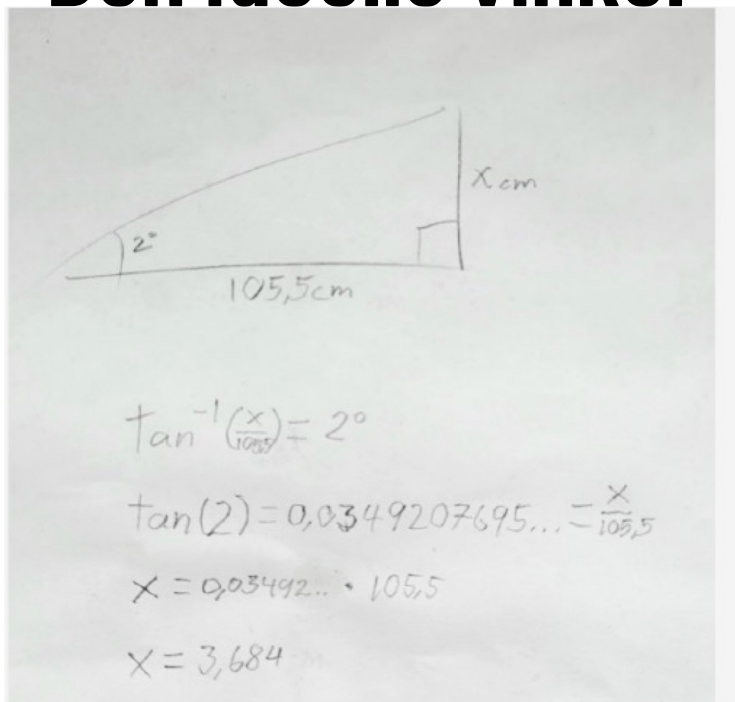 x cm
2°
105,5cm
tan⁻¹(x/105,5) = 2°
tan(2) = 0,0349207695... = x/105,5
x = 0,03492.. · 105,5
x = 3,684